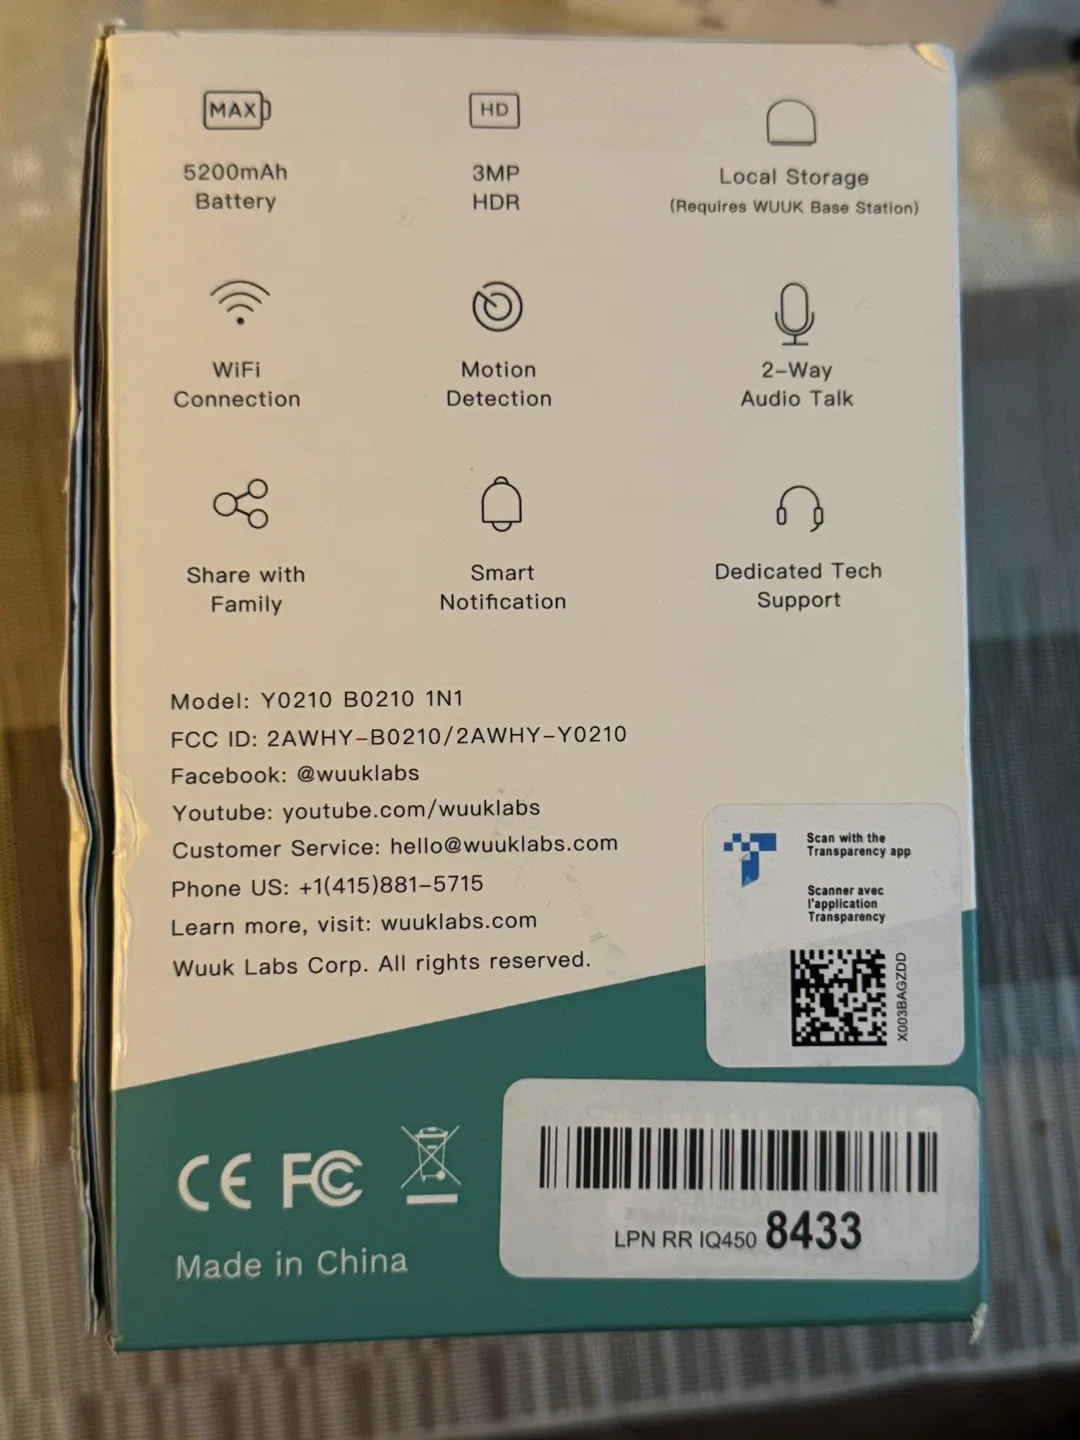 MAX
5200mAh
Battery
HD
3MP
HDR
Local Storage
(Requires WUUK Base Station)
WiFi
Connection
Motion
Detection
2-Way
Audio Talk
Share with
Family
Smart
Notification
Dedicated Tech
Support
Model: Y0210 B0210 1N1
FCC ID: 2AWHY-B0210/2AWHY-Y0210
Facebook: @wuuklabs
Youtube: youtube.com/wuuklabs
Customer Service: hello@wuuklabs.com
Phone US: +1(415)881-5715
Learn more, visit: wuuklabs.com
Wuuk Labs Corp. All rights reserved.
Scan with the
Transparency app
Scanner avec
l'application
Transparency
X003BAGZDD
CE FC
Made in China
LPN RR IQ450 8433